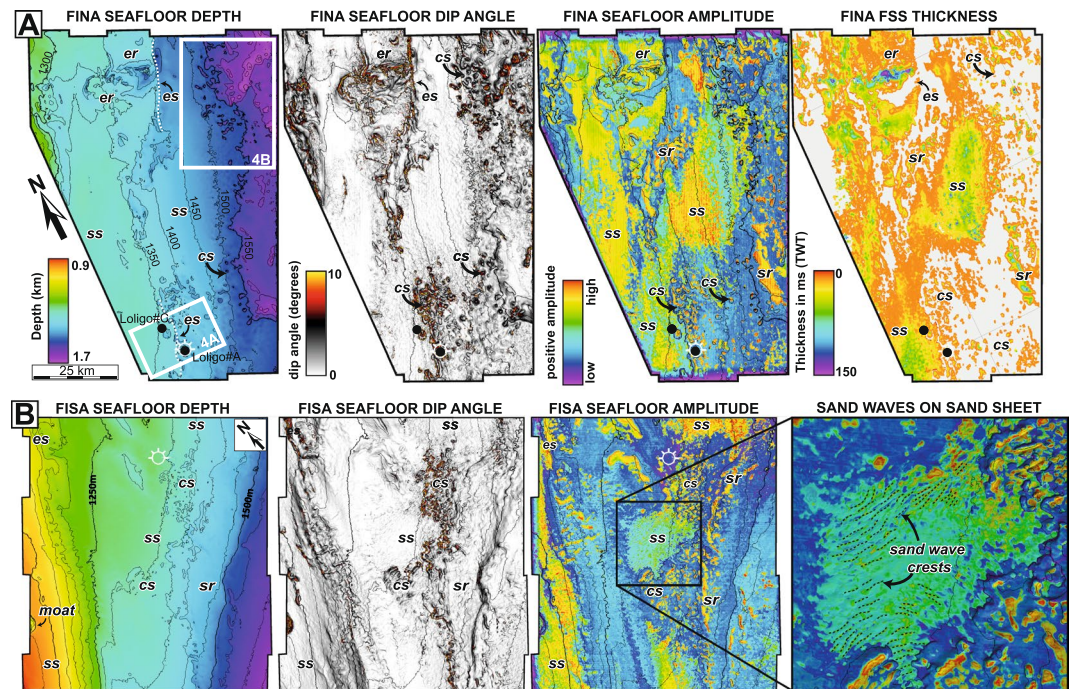 A
FINA SEAFLOOR DEPTH
FINA SEAFLOOR DIP ANGLE
FINA SEAFLOOR AMPLITUDE
FINA FSS THICKNESS
1300
er
er
es
4B
N
ss
ss
1450
1500
1400
1350
1550
cs
Depth (km)
0.9
1.7
25 km
es
4A
Loligo#A
cs
es
cs
cs
dip angle (degrees)
10
0
sr
ss
ss
cs
cs
sr
ss
positive amplitude
high
low
er
cs
es
sr
ss
sr
cs
ss
cs
Thickness in ms (TWT)
0
150
B
FISA SEAFLOOR DEPTH
FISA SEAFLOOR DIP ANGLE
FISA SEAFLOOR AMPLITUDE
SAND WAVES ON SAND SHEET
es
ss
N
1250m
cs
1500m
ss
cs
sr
moat
ss
ss
cs
ss
cs
sr
ss
es
ss
cs
sr
ss
cs
sr
ss
sand wave
crests